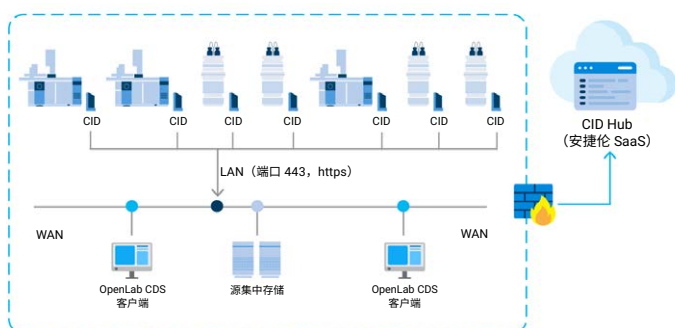 CID CID CID CID CID CID CID
CID Hub
（安捷伦 SaaS）
LAN（端口 443，https）
WAN WAN
OpenLab CDS
客户端
源集中存储
OpenLab CDS
客户端